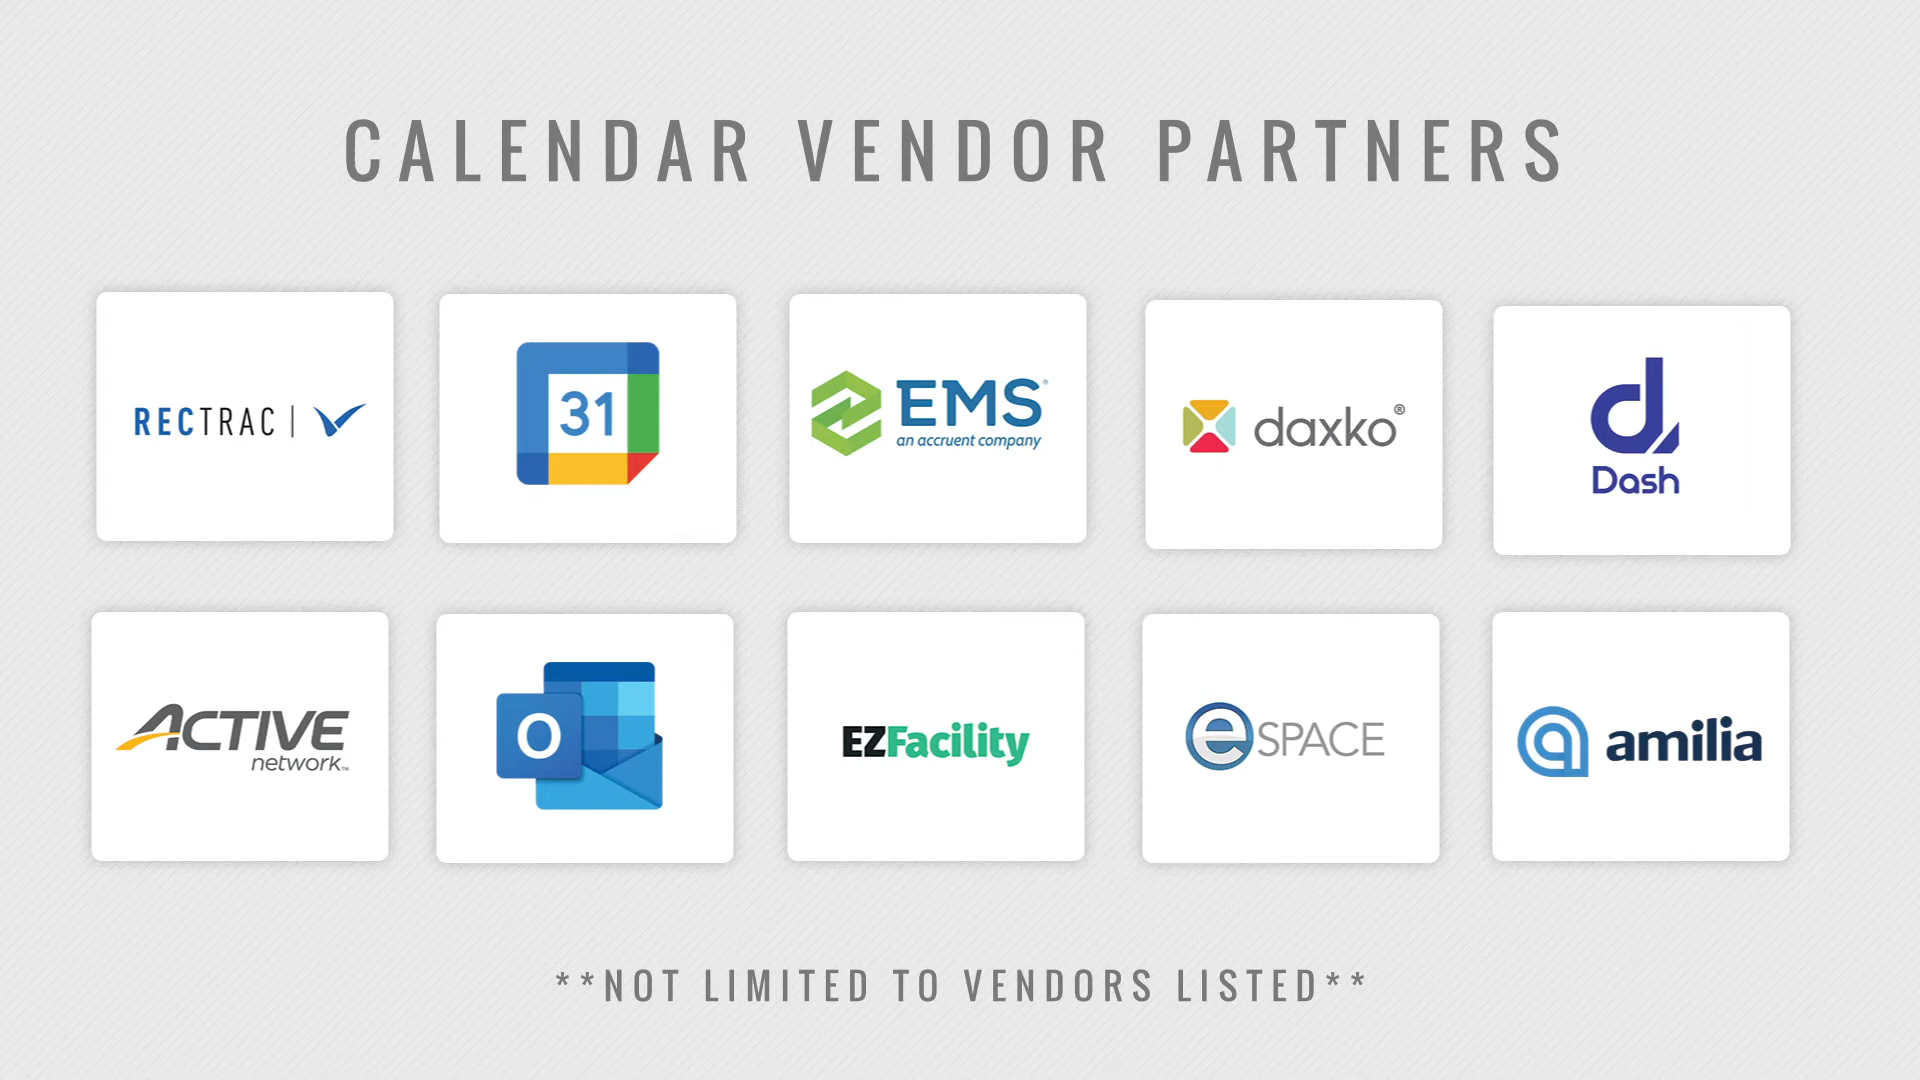 CALENDAR VENDOR PARTNERS
RECTRAC
31
EMS®
an accruent company
daxko®
d
Dash
ACTIVE
network™
O
EZFacility
eSPACE
a amilia
**NOT LIMITED TO VENDORS LISTED**